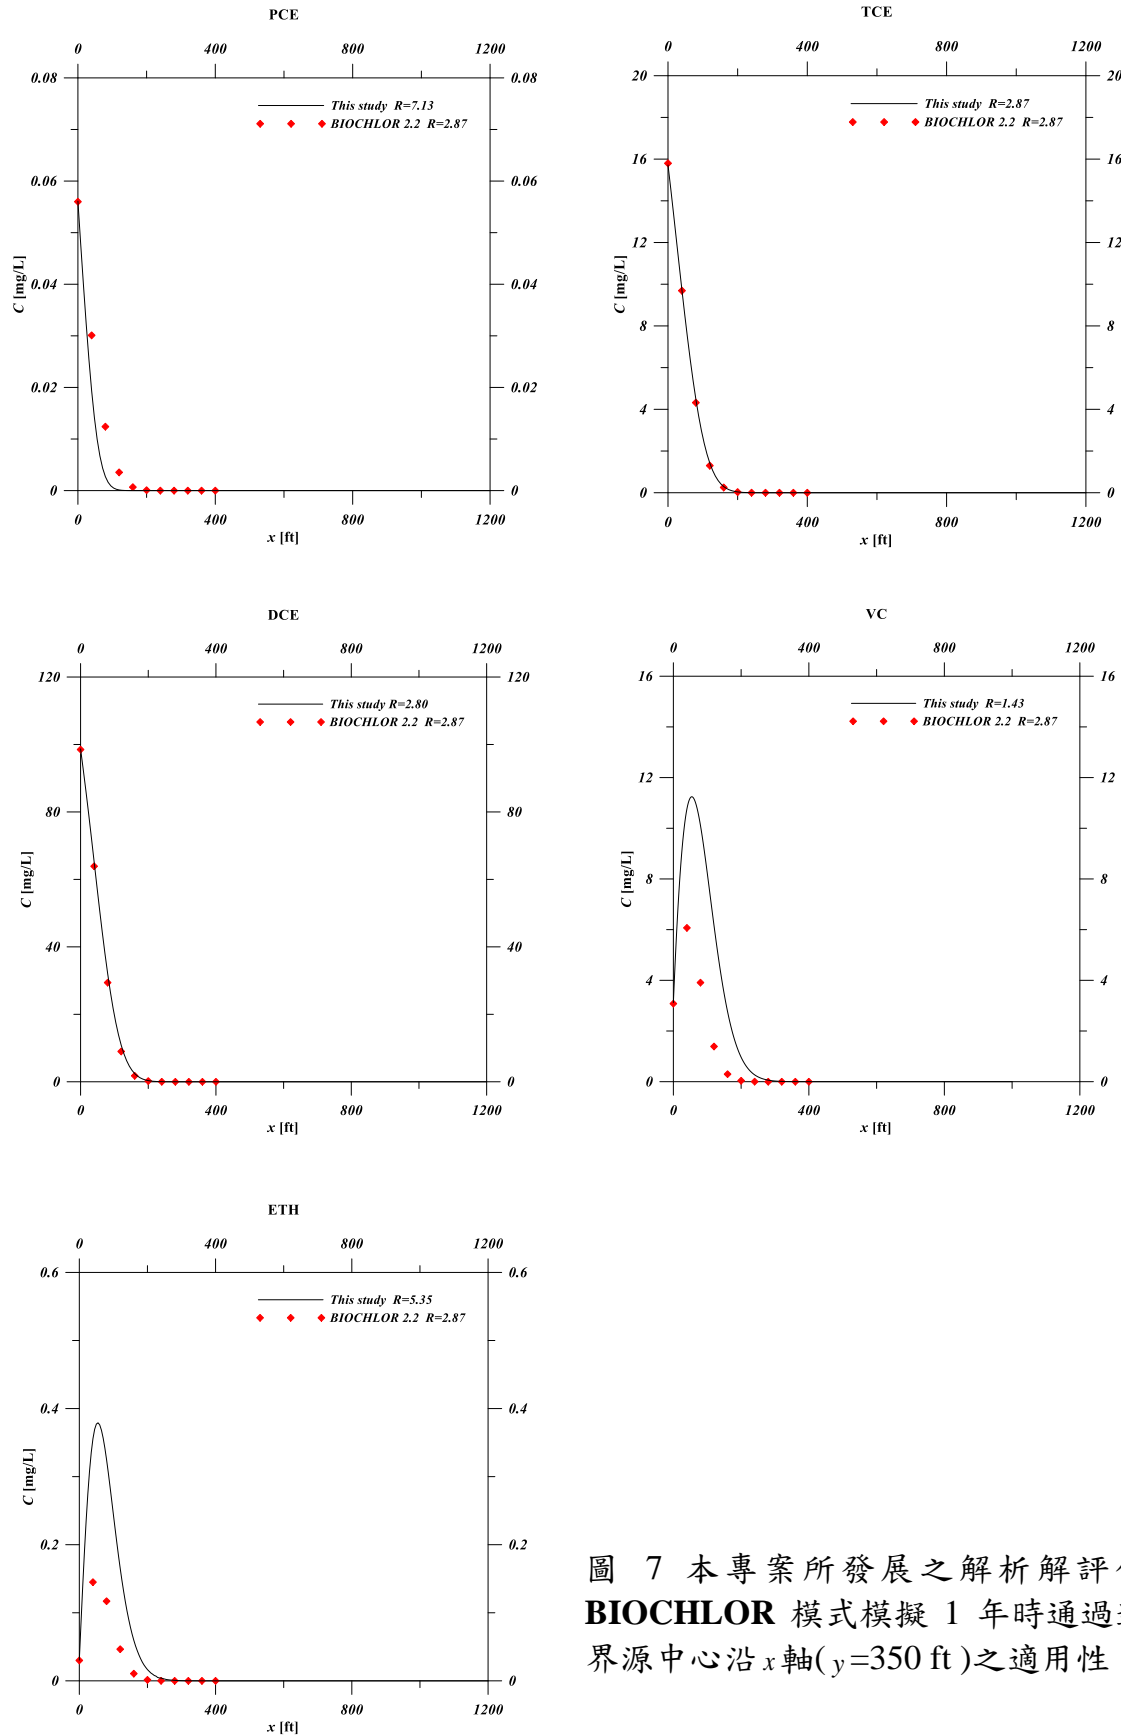 PCE
0 400 800 1200
0.08 0.08
This study R=7.13
BIOCHLOR 2.2 R=2.87
0.06 0.06
C [mg/L]
0.04 0.04
0.02 0.02
0 0
0 400 800 1200
x [ft]
TCE
0 400 800 1200
20 20
This study R=2.87
BIOCHLOR 2.2 R=2.87
16 16
12 12
C [mg/L]
8 8
4 4
0 0
0 400 800 1200
x [ft]
DCE
0 400 800 1200
120 120
This study R=2.80
BIOCHLOR 2.2 R=2.87
80 80
C [mg/L]
40 40
0 0
0 400 800 1200
x [ft]
VC
0 400 800 1200
16 16
This study R=1.43
BIOCHLOR 2.2 R=2.87
12 12
C [mg/L]
8 8
4 4
0 0
0 400 800 1200
x [ft]
ETH
0 400 800 1200
0.6 0.6
This study R=5.35
BIOCHLOR 2.2 R=2.87
0.4 0.4
C [mg/L]
0.2 0.2
0 0
0 400 800 1200
x [ft]
圖 7 本專案所發展之解析解評
BIOCHLOR 模式模擬 1 年時通過
界源中心沿 x 軸( y =350 ft )之適用性